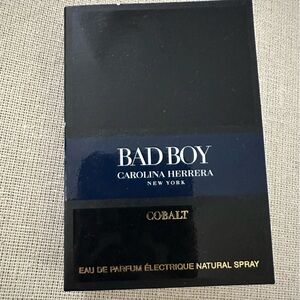 BAD BOY
CAROLINA HERRERA
NEW YORK
COBALT
EAU DE PARFUM ÉLECTRIQUE NATURAL SPRAY